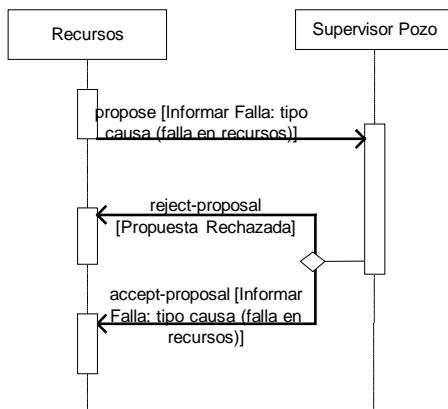 Recursos
Supervisor Pozo
propose [Informar Falla: tipo
causa (falla en recursos)]
reject-proposal
[Propuesta Rechazada]
accept-proposal [Informar
Falla: tipo causa (falla en
recursos)]